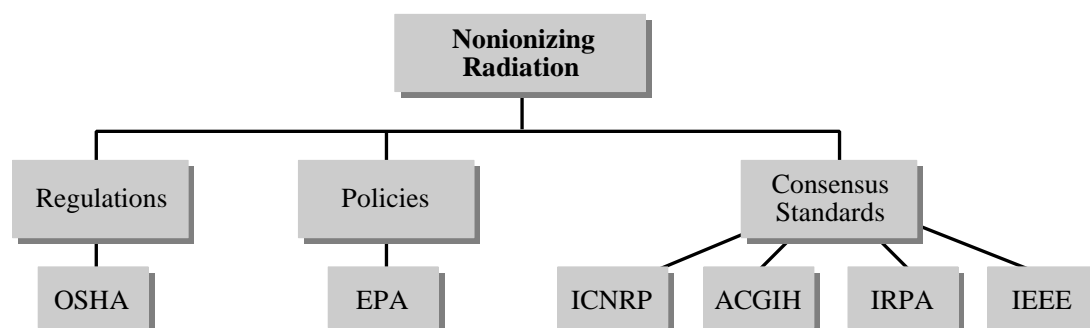 Nonionizing
Radiation
Regulations
Policies
Consensus
Standards
OSHA
EPA
ICNRP
ACGIH
IRPA
IEEE